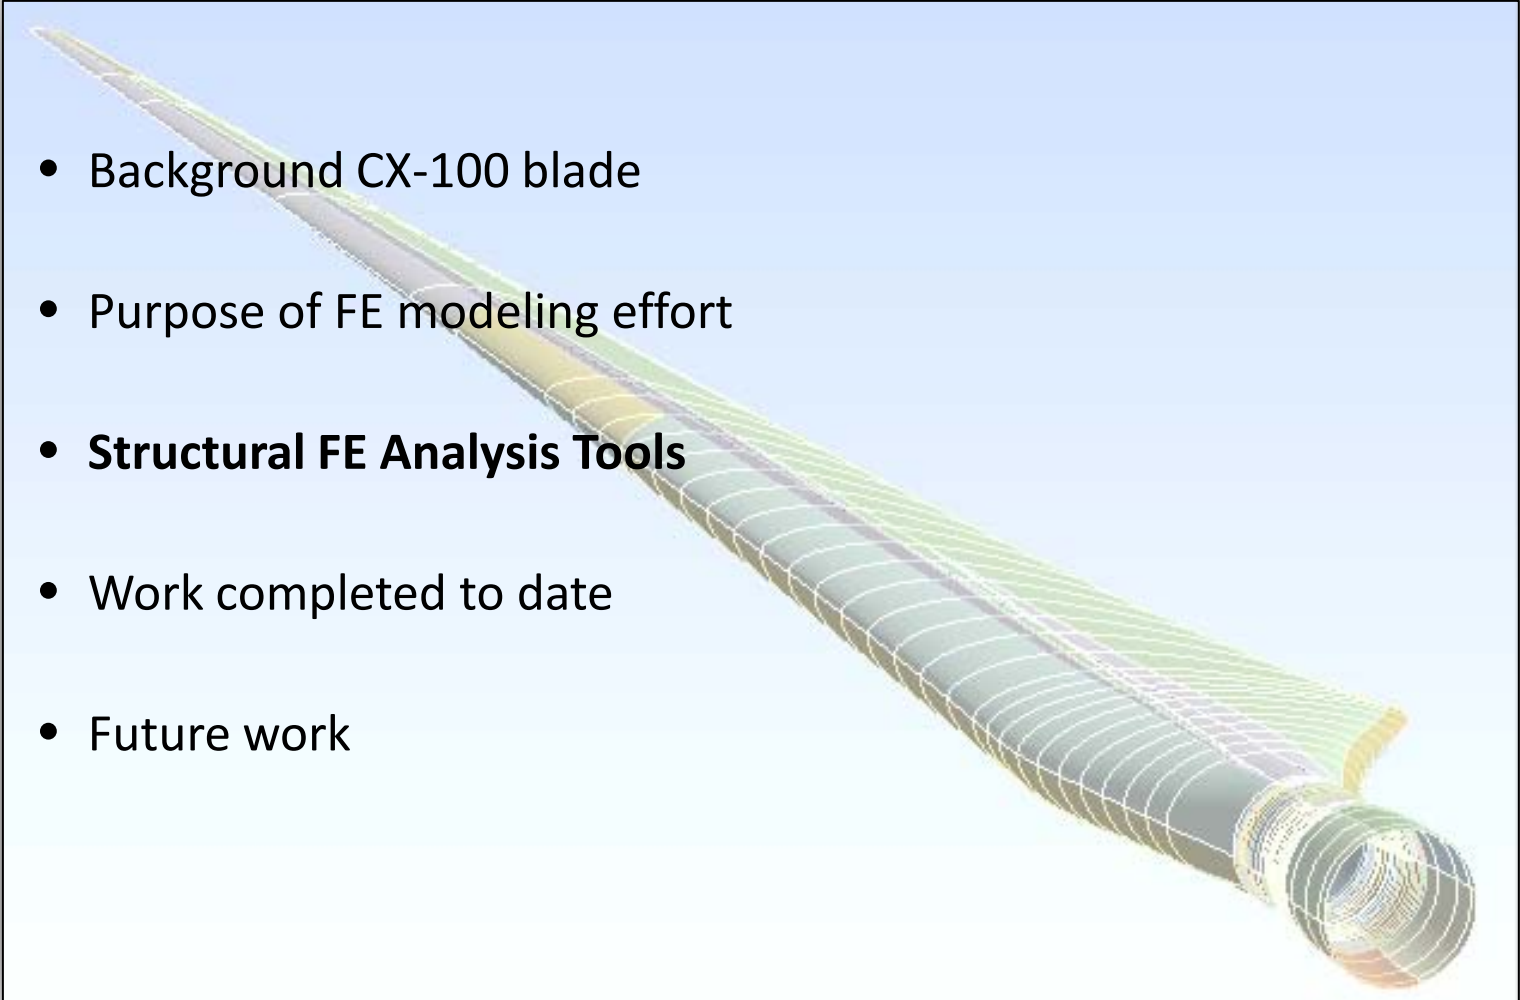 • Background CX-100 blade
• Purpose of FE modeling effort
• Structural FE Analysis Tools
• Work completed to date
• Future work